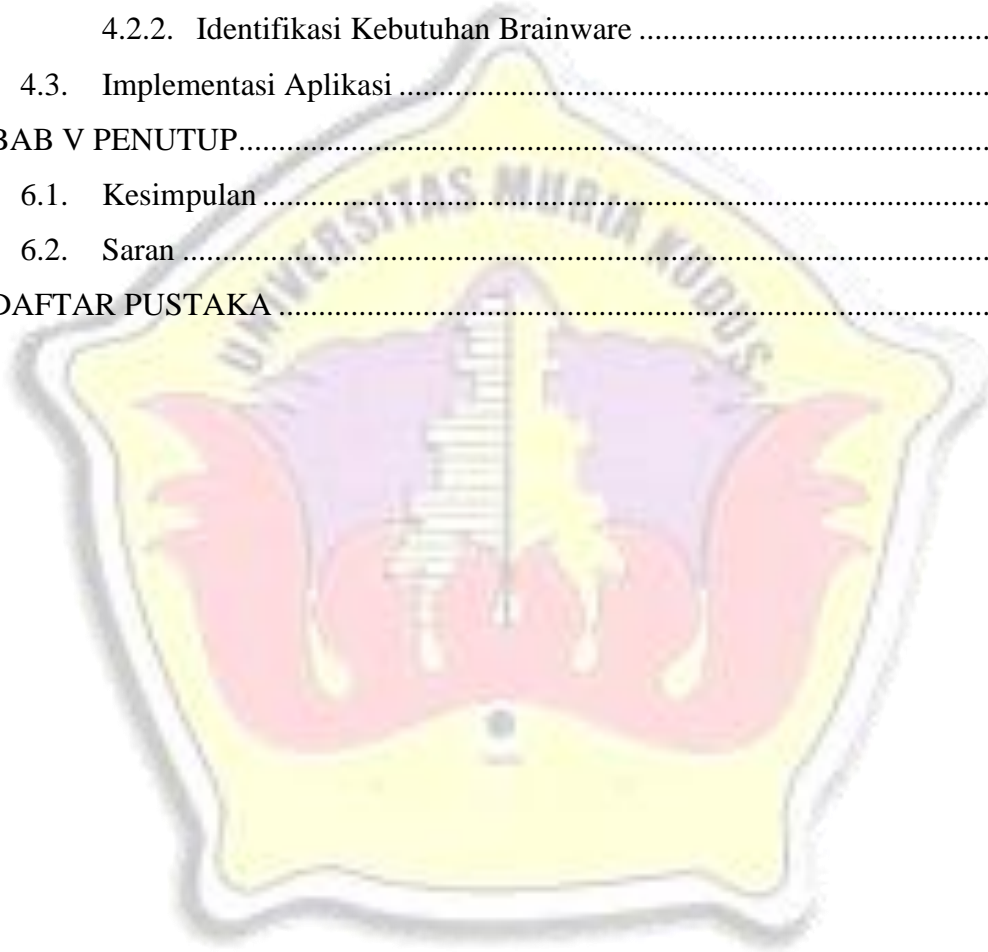 4.2.2. Identifikasi Kebutuhan Brainware ........................................
4.3. Implementasi Aplikasi ........................................
BAB V PENUTUP........................................
6.1. Kesimpulan ........................................
6.2. Saran ........................................
DAFTAR PUSTAKA ........................................
UNIVERSITAS MURIA KUDUS